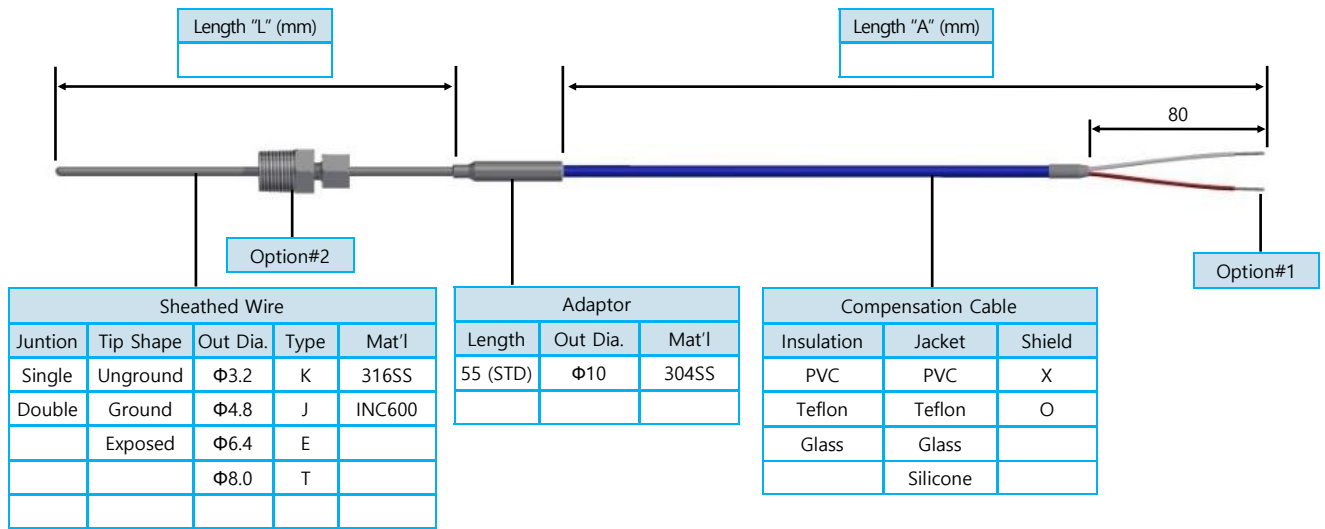 Length “L” (mm)
Length “A” (mm)
80
Option#2
Option#1
Sheathed Wire
Juntion Tip Shape Out Dia. Type Mat’l
Single Unground Φ3.2 K 316SS
Double Ground Φ4.8 J INC600
Exposed Φ6.4 E
Φ8.0 T
Adaptor
Length Out Dia. Mat’l
55 (STD) Φ10 304SS
Compensation Cable
Insulation Jacket Shield
PVC PVC X
Teflon Teflon O
Glass Glass
Silicone